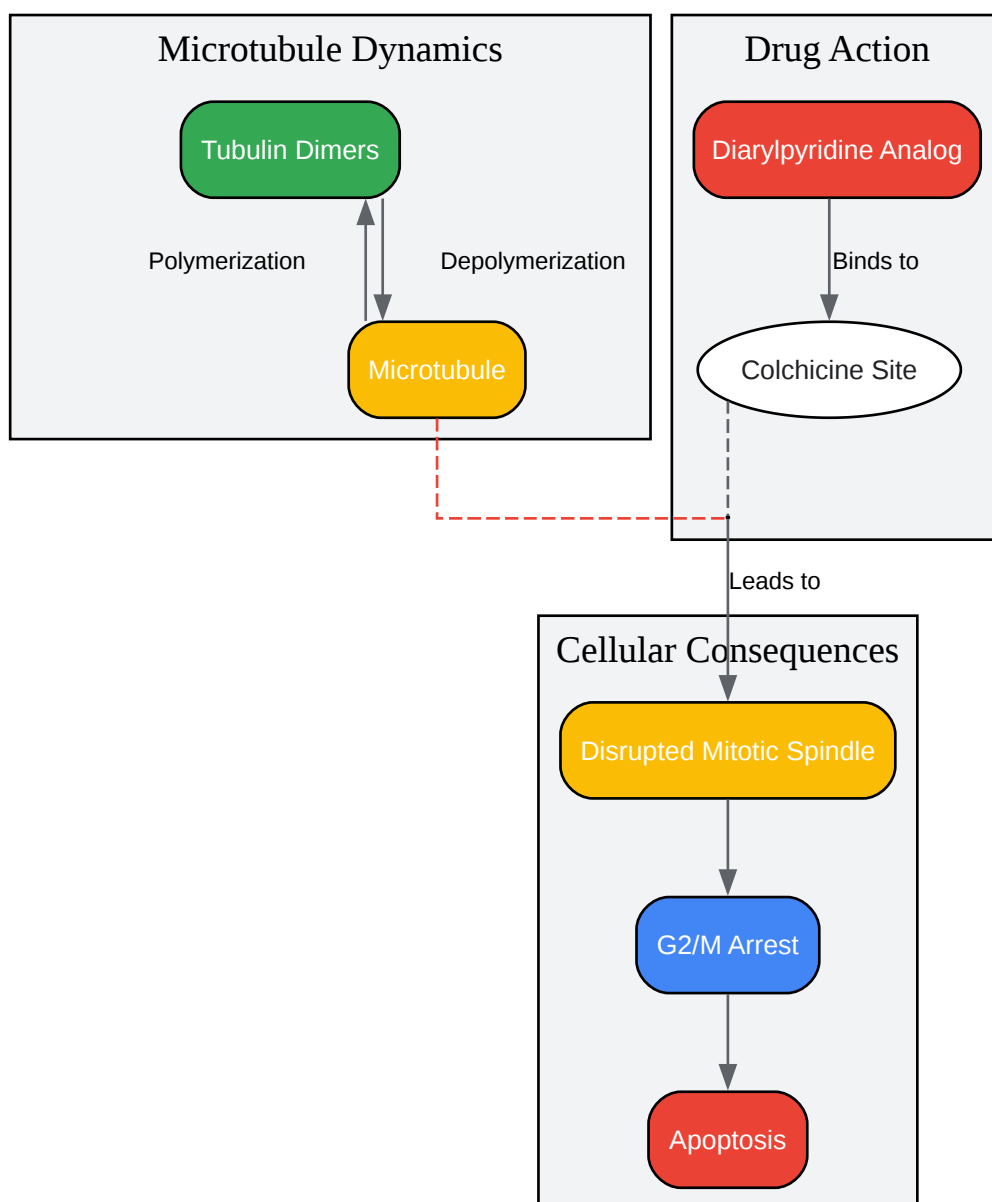 Microtubule Dynamics
Tubulin Dimers
Polymerization
Depolymerization
Microtubule
Drug Action
Diarylpyridine Analog
Binds to
Colchicine Site
Leads to
Cellular Consequences
Disrupted Mitotic Spindle
G2/M Arrest
Apoptosis